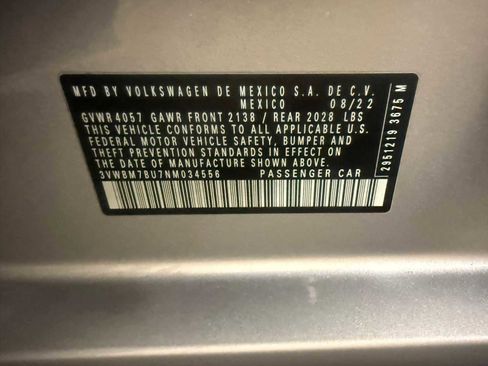 MFD BY VOLKSWAGEN DE MEXICO S.A. DE C.V.
MEXICO 08/22
GVWR 4057 GAWR FRONT 2138 / REAR 2028 LBS
THIS VEHICLE CONFORMS TO ALL APPLICABLE U.S.
FEDERAL MOTOR VEHICLE SAFETY, BUMPER AND
THEFT PREVENTION STANDARDS IN EFFECT ON
THE DATE OF MANUFACTURE SHOWN ABOVE.
3VWBM7BU7NM034556 PASSENGER CAR
2951219 3675 M